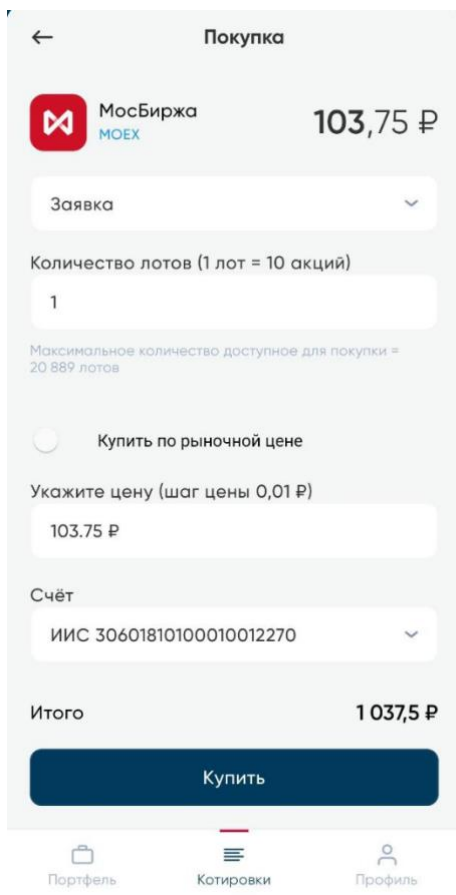 Покупка
МосБиржа
103,75 ₽
MOEX
Заявка
Количество лотов (1 лот = 10 акций)
1
Максимальное количество доступное для покупки =
20 889 лотов
Купить по рыночной цене
Укажите цену (шаг цены 0,01 ₽)
103.75 ₽
Счёт
ИИС 30601810100010012270
Итого
1 037,5 ₽
Купить
Портфель
Котировки
Профиль